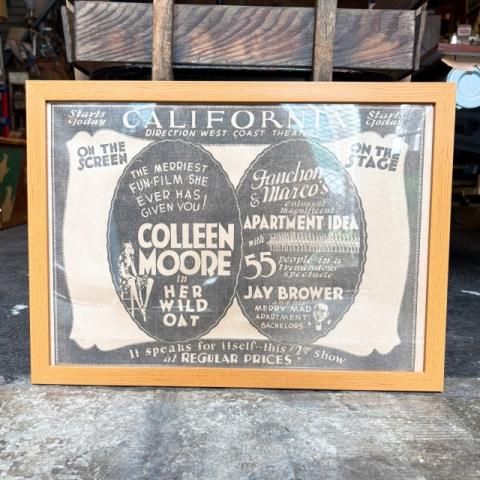 Starts Today
CALIFORNIA
Starts Today
DIRECTION WEST COAST THEATRES
ON THE SCREEN
THE MERRIEST
FUN-FILM SHE
EVER HAS
GIVEN YOU!
COLLEEN
MOORE
in
HER
WILD
OAT
ON THE STAGE
Fanchon
& Marco's
colossal
magnificent
APARTMENT IDEA
with
55 people in a
tremendous
spectacle
JAY BROWER
and his
MERRY MAD
APARTMENT
BACHELORS
It speaks for itself--this show
at REGULAR PRICES